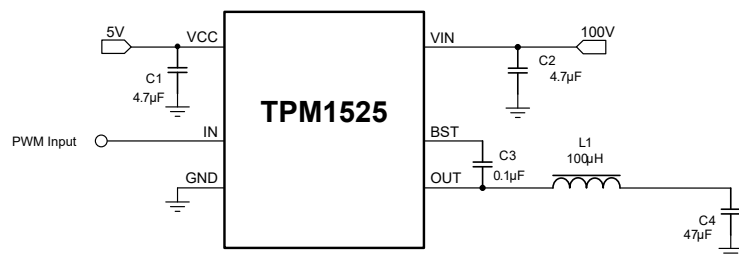 5V
VCC
VIN
100V
C1
4.7µF
C2
4.7µF
TPM1525
PWM Input
IN
BST
C3
0.1µF
L1
100µH
GND
OUT
C4
47µF